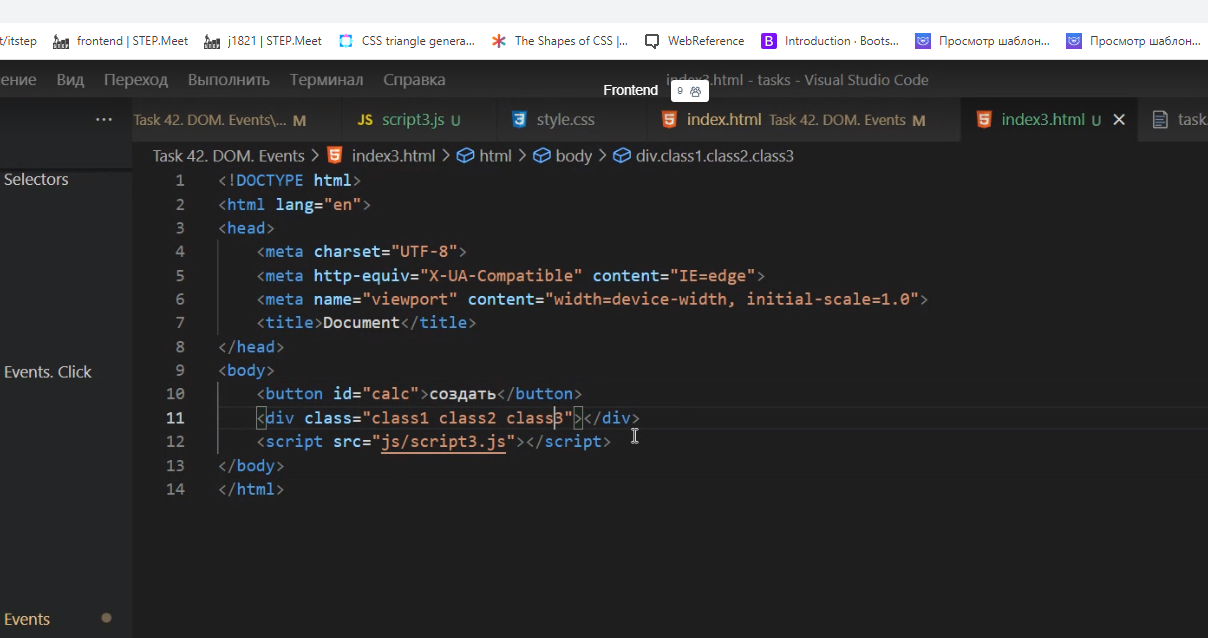 t/itstep frontend | STEP.Meet j1821 | STEP.Meet CSS triangle genera... The Shapes of CSS |... WebReference B Introduction · Boots... Просмотр шаблон... Просмотр шаблон...
ение Вид Переход Выполнить Терминал Справка index3.html - tasks - Visual Studio Code
Frontend 9
... Task 42. DOM. Events\... M JS script3.js U style.css index.html Task 42. DOM. Events M index3.html U task
Task 42. DOM. Events > index3.html > html > body > div.class1.class2.class3
Selectors
1 <!DOCTYPE html>
2 <html lang="en">
3 <head>
4 <meta charset="UTF-8">
5 <meta http-equiv="X-UA-Compatible" content="IE=edge">
6 <meta name="viewport" content="width=device-width, initial-scale=1.0">
7 <title>Document</title>
8 </head>
Events. Click
9 <body>
10 <button id="calc">создать</button>
11 <div class="class1 class2 class3"></div>
12 <script src="js/script3.js"></script>
13 </body>
14 </html>
Events